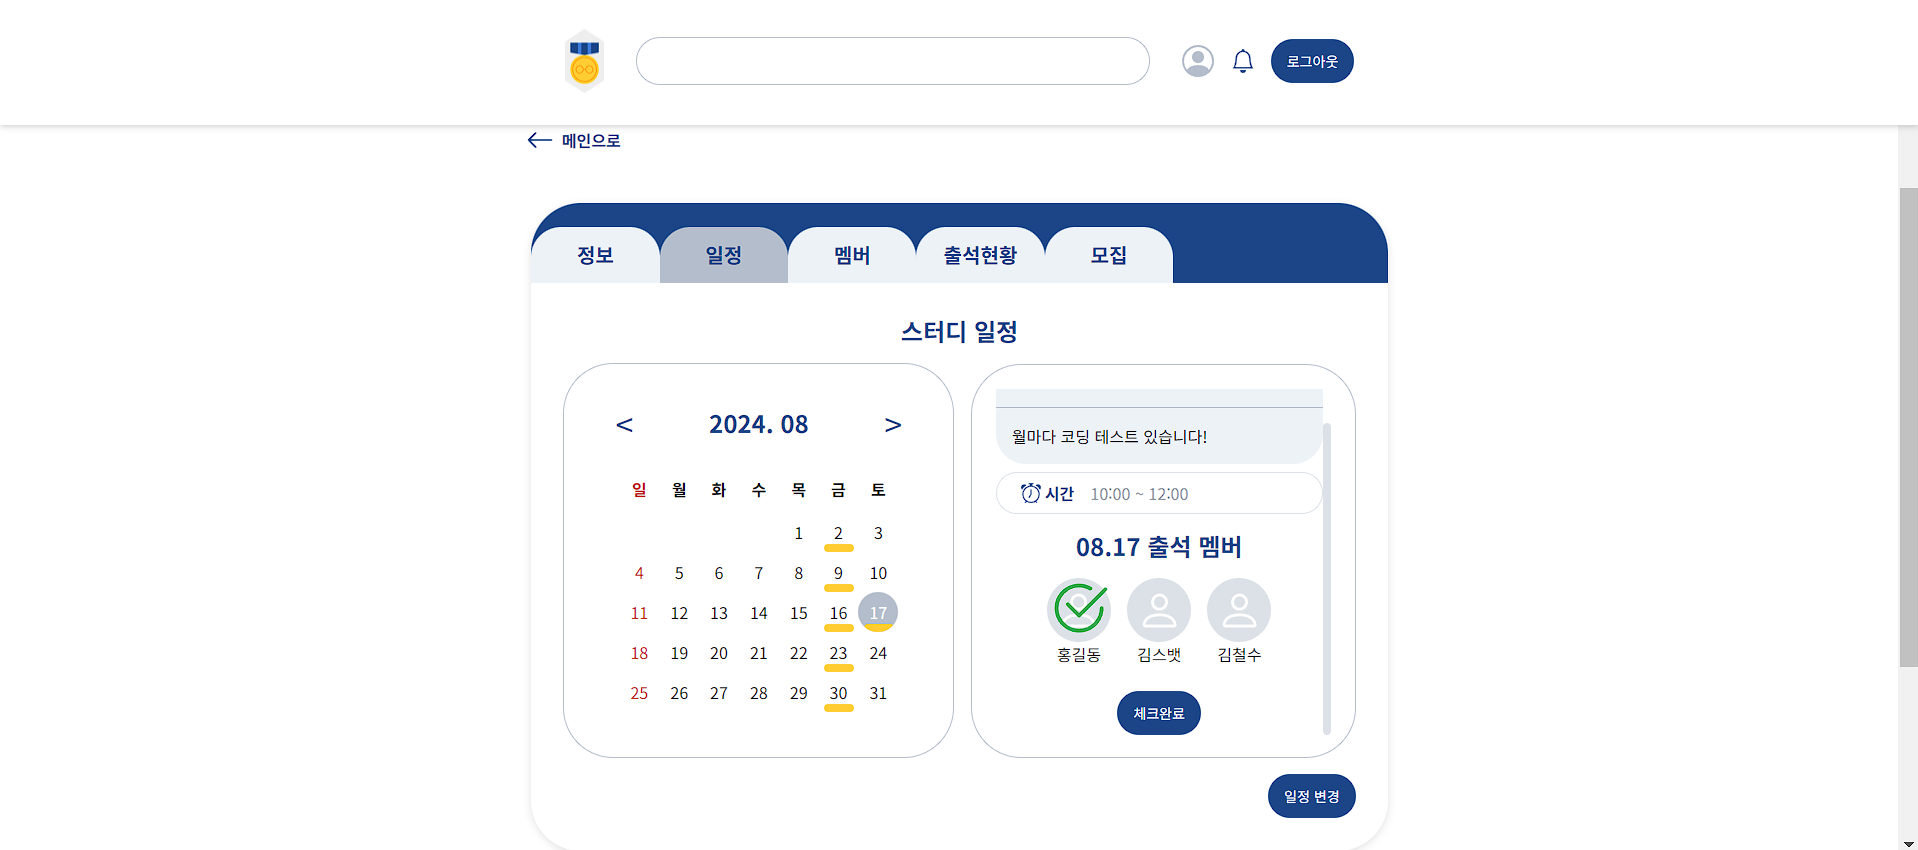 로그아웃
메인으로
정보 일정 멤버 출석현황 모집
스터디 일정
< 2024. 08 >
일 월 화 수 목 금 토
1 2 3
4 5 6 7 8 9 10
11 12 13 14 15 16 17
18 19 20 21 22 23 24
25 26 27 28 29 30 31
월마다 코딩 테스트 있습니다!
시간 10:00 ~ 12:00
08.17 출석 멤버
홍길동 김스뱃 김철수
체크완료
일정 변경